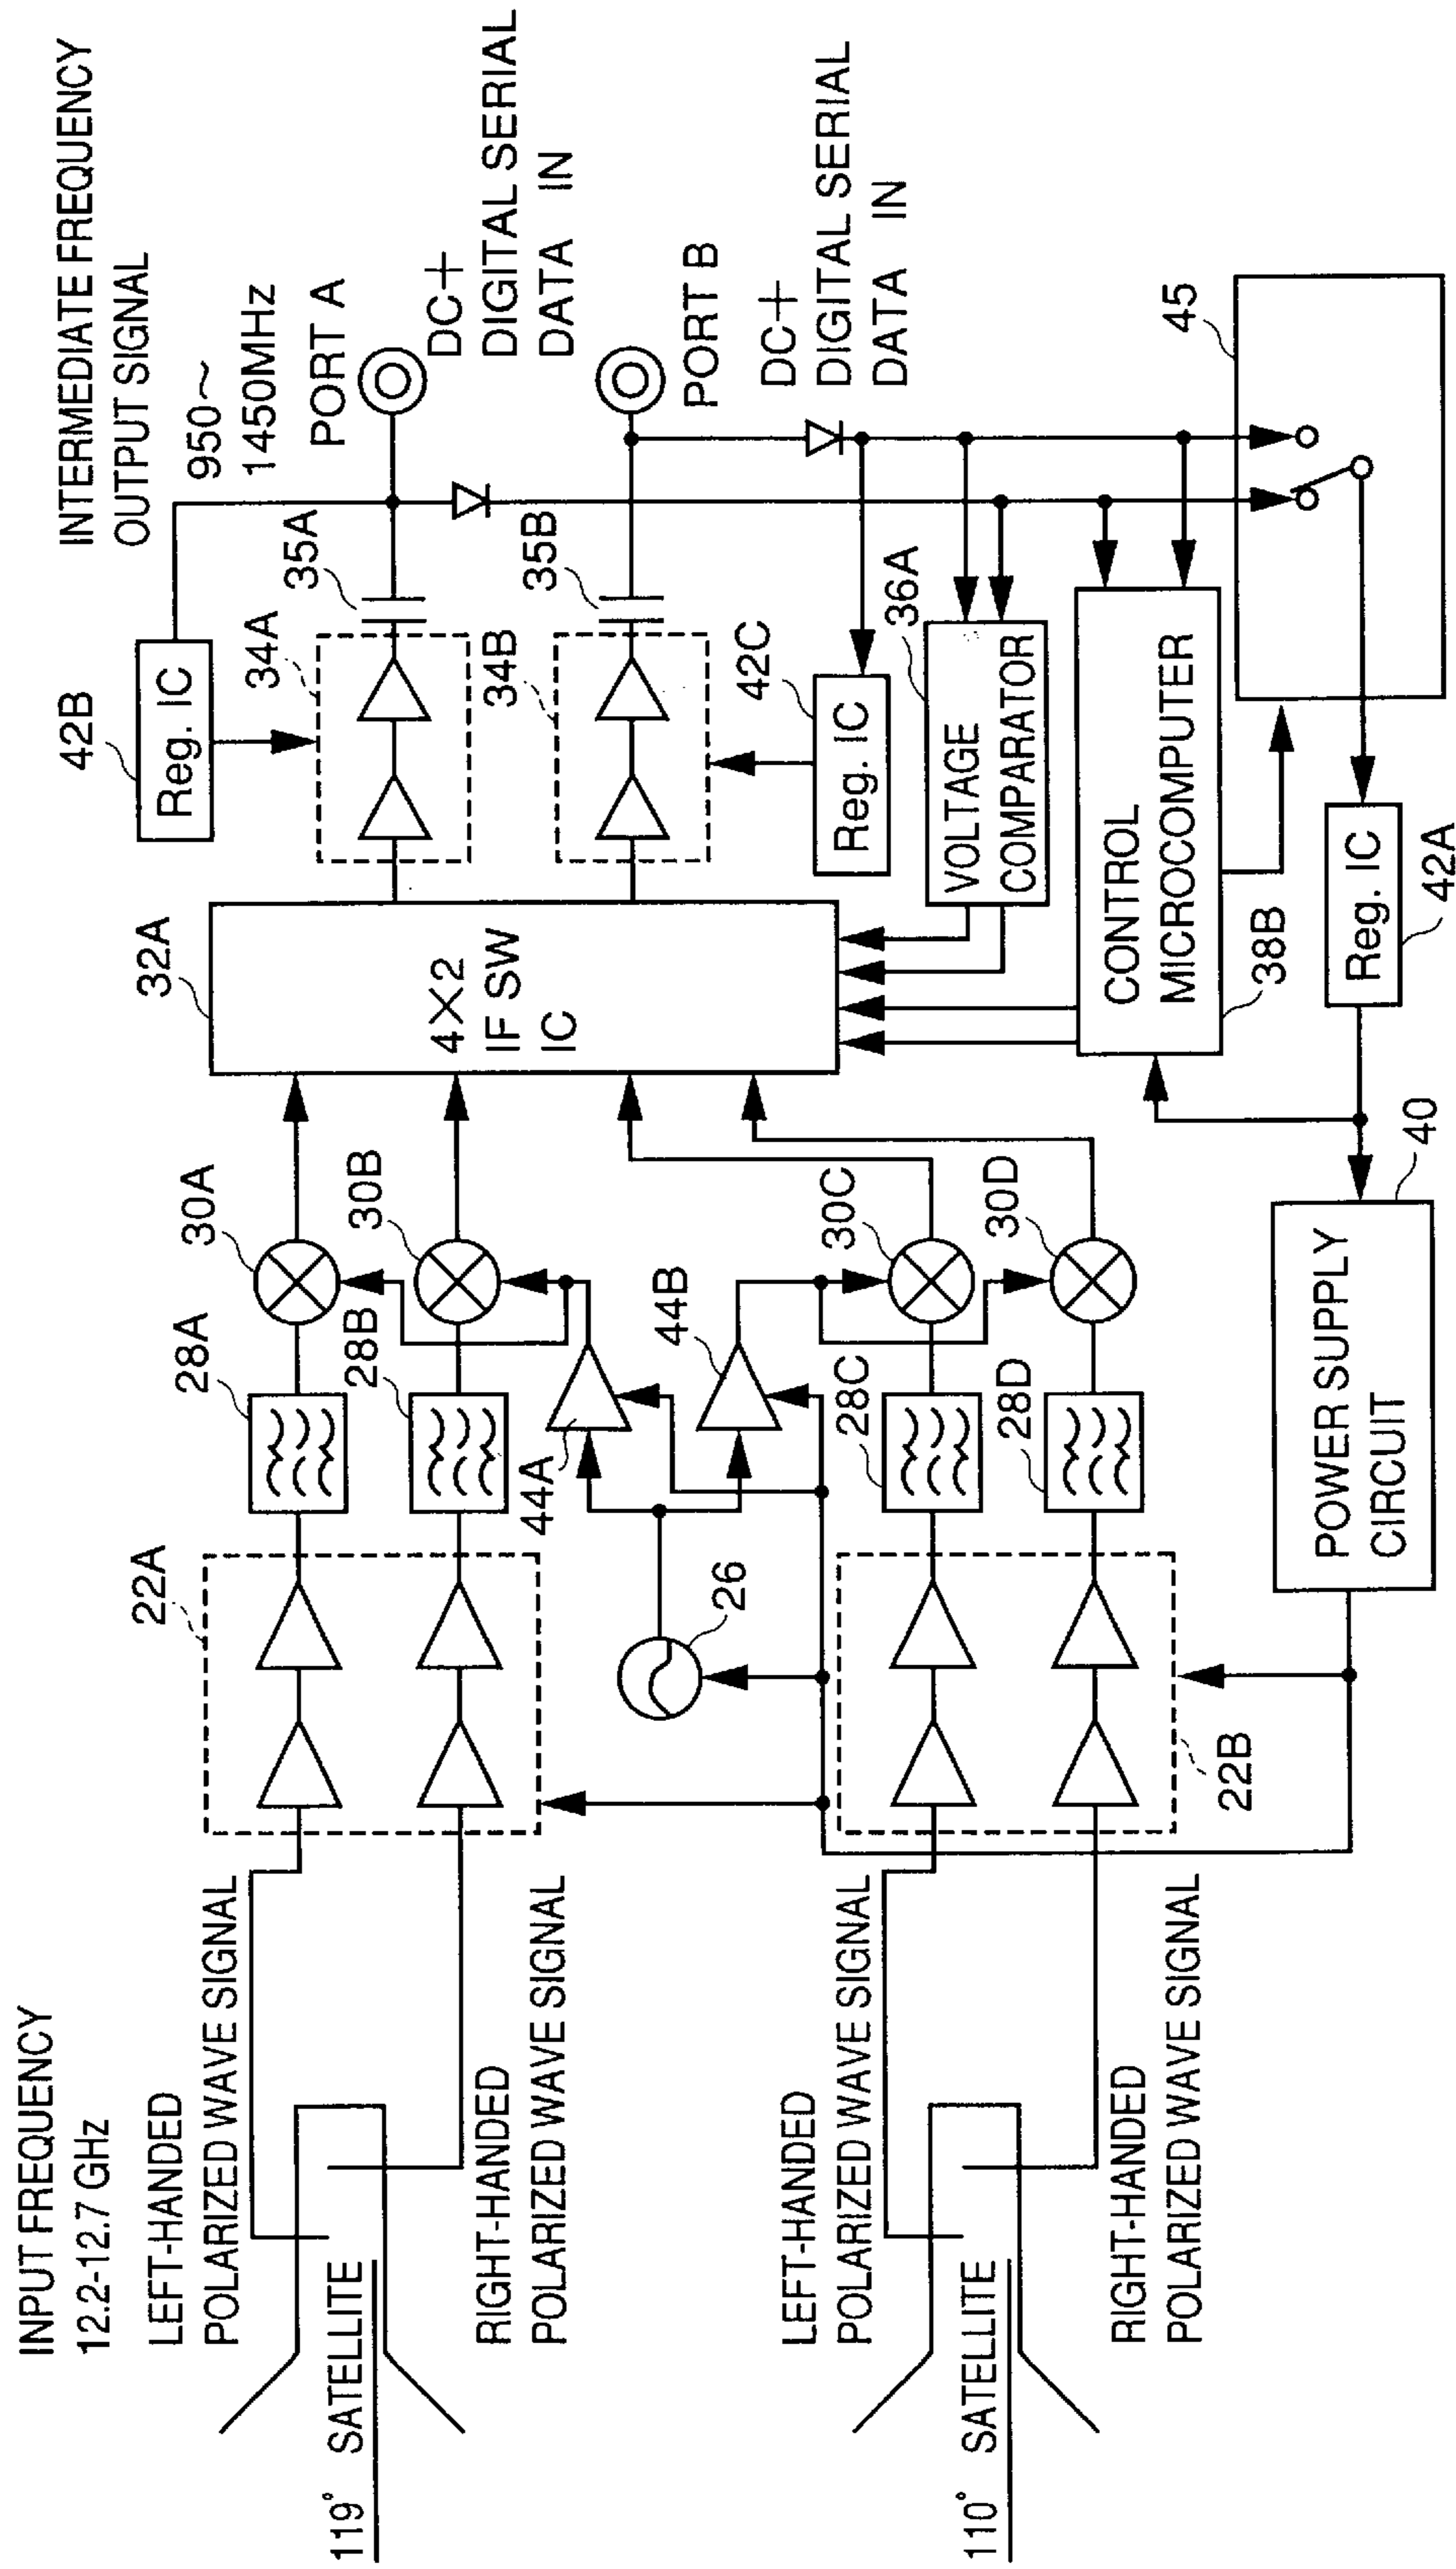 INPUT FREQUENCY
12.2-12.7 GHz
LEFT-HANDED
POLARIZED WAVE SIGNAL
119° SATELLITE
RIGHT-HANDED
POLARIZED WAVE SIGNAL
LEFT-HANDED
POLARIZED WAVE SIGNAL
110° SATELLITE
RIGHT-HANDED
POLARIZED WAVE SIGNAL
22A
22B
26
28A
28B
28C
28D
44A
44B
30A
30B
30C
30D
POWER SUPPLY
CIRCUIT
40
32A
4×2
IF SW
IC
42B
Reg. IC
34A
34B
35A
35B
42C
Reg. IC
36A
VOLTAGE
COMPARATOR
CONTROL
MICROCOMPUTER
38B
Reg. IC
42A
45
INTERMEDIATE FREQUENCY
OUTPUT SIGNAL
950~
1450MHz
PORT A
DC+
DIGITAL SERIAL
DATA IN
PORT B
DC+
DIGITAL SERIAL
DATA IN